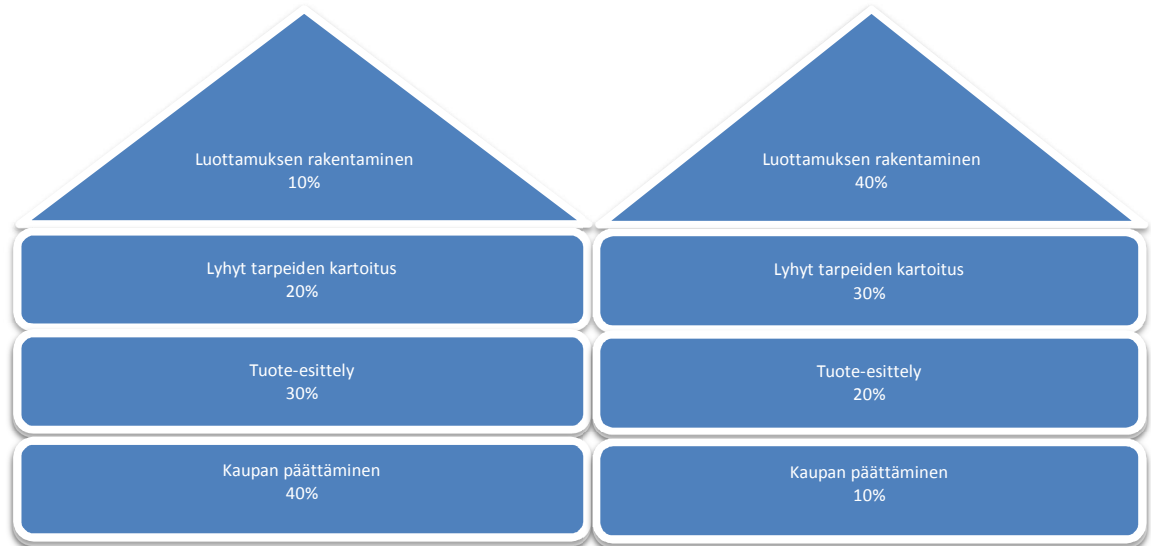 Luottamuksen rakentaminen
10%
Lyhyt tarpeiden kartoitus
20%
Tuote-esittely
30%
Kaupan päättäminen
40%
Luottamuksen rakentaminen
40%
Lyhyt tarpeiden kartoitus
30%
Tuote-esittely
20%
Kaupan päättäminen
10%